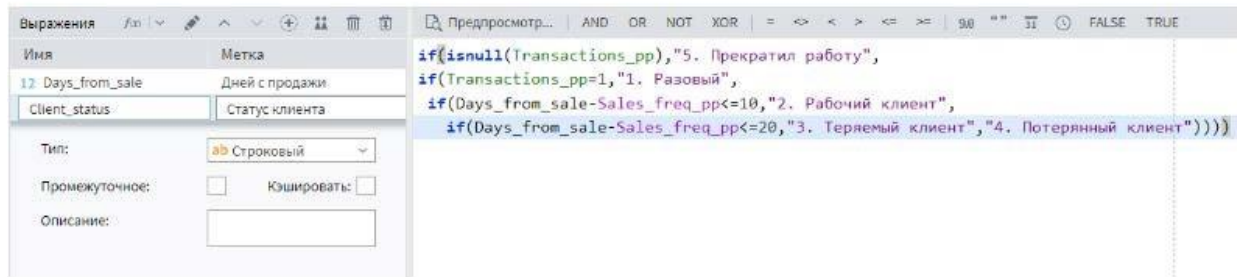 Выражения
Предпросмотр... AND OR NOT XOR = <> < > <= >= 9.0 "" 31 FALSE TRUE
Имя Метка
12 Days_from_sale Дней с продажи
Client_status Статус клиента
Тип: ab Строковый
Промежуточное: Кэшировать:
Описание:
if(isnull(Transactions_pp),"5. Прекратил работу",
if(Transactions_pp=1,"1. Разовый",
if(Days_from_sale-Sales_freq_pp<=10,"2. Рабочий клиент",
if(Days_from_sale-Sales_freq_pp<=20,"3. Теряемый клиент","4. Потерянный клиент"))))